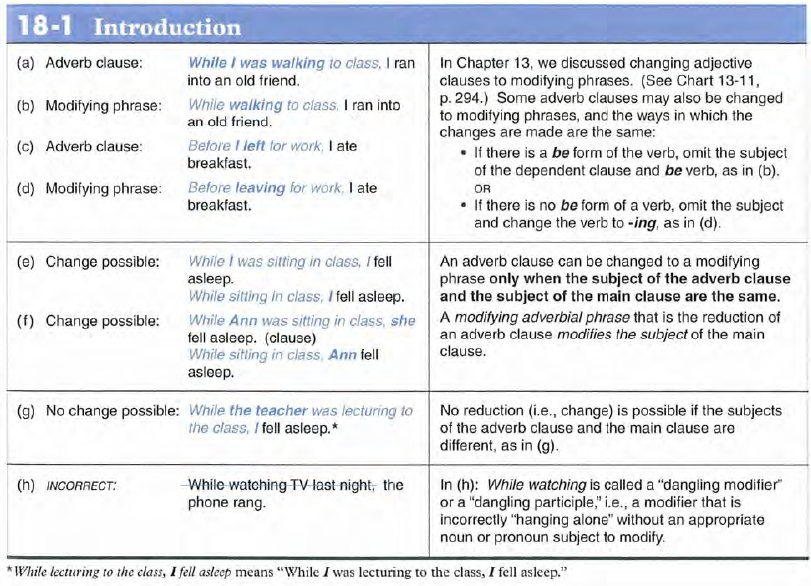 18-1 Introduction
(a) Adverb clause: While I was walking to class, I ran
into an old friend.
(b) Modifying phrase: While walking to class, I ran into
an old friend.
(c) Adverb clause: Before I left for work, I ate
breakfast.
(d) Modifying phrase: Before leaving for work, I ate
breakfast.
In Chapter 13, we discussed changing adjective
clauses to modifying phrases. (See Chart 13-11,
p. 294.) Some adverb clauses may also be changed
to modifying phrases, and the ways in which the
changes are made are the same:
• If there is a be form of the verb, omit the subject
of the dependent clause and be verb, as in (b).
OR
• If there is no be form of a verb, omit the subject
and change the verb to -ing, as in (d).
(e) Change possible: While I was sitting in class, I fell
asleep.
While sitting in class, I fell asleep.
(f) Change possible: While Ann was sitting in class, she
fell asleep. (clause)
While sitting in class, Ann fell
asleep.
An adverb clause can be changed to a modifying
phrase only when the subject of the adverb clause
and the subject of the main clause are the same.
A modifying adverbial phrase that is the reduction of
an adverb clause modifies the subject of the main
clause.
(g) No change possible: While the teacher was lecturing to
the class, I fell asleep.*
No reduction (i.e., change) is possible if the subjects
of the adverb clause and the main clause are
different, as in (g).
(h) INCORRECT: While watching TV last night, the
phone rang.
In (h): While watching is called a "dangling modifier"
or a "dangling participle," i.e., a modifier that is
incorrectly "hanging alone" without an appropriate
noun or pronoun subject to modify.
*While lecturing to the class, I fell asleep means "While I was lecturing to the class, I fell asleep."